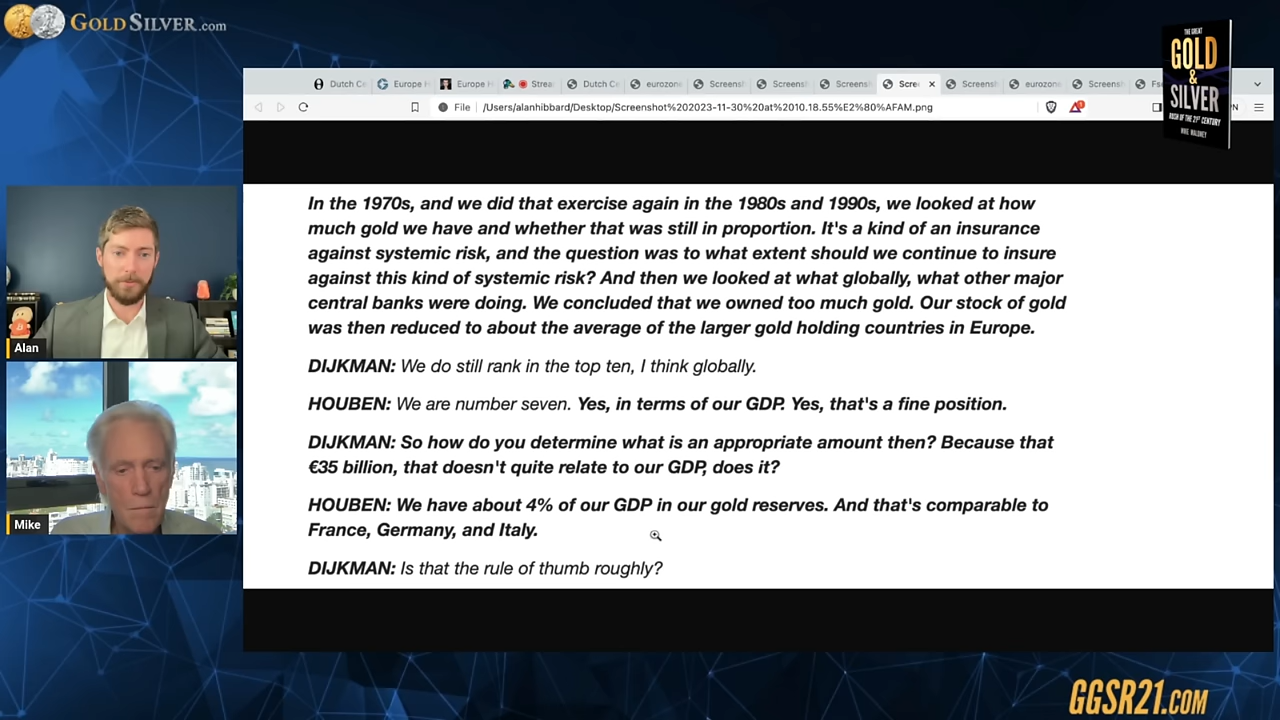 GOLDSILVER.com
THE GREAT
GOLD
&
SILVER
RUSH OF THE 21ST CENTURY
MIKE MALONEY
Dutch Ce
Europe H
Europe H
Strea
Dutch Ce
eurozone
Screensh
Screensh
Screensh
Scree
Screensh
eurozone
Screensh
File /Users/alanhibbard/Desktop/Screenshot%202023-11-30%20at%2010.18.55%E2%80%AFAM.png
In the 1970s, and we did that exercise again in the 1980s and 1990s, we looked at how
much gold we have and whether that was still in proportion. It's a kind of an insurance
against systemic risk, and the question was to what extent should we continue to insure
against this kind of systemic risk? And then we looked at what globally, what other major
central banks were doing. We concluded that we owned too much gold. Our stock of gold
was then reduced to about the average of the larger gold holding countries in Europe.
DIJKMAN: We do still rank in the top ten, I think globally.
HOUBEN: We are number seven. Yes, in terms of our GDP. Yes, that's a fine position.
DIJKMAN: So how do you determine what is an appropriate amount then? Because that
€35 billion, that doesn't quite relate to our GDP, does it?
HOUBEN: We have about 4% of our GDP in our gold reserves. And that's comparable to
France, Germany, and Italy.
DIJKMAN: Is that the rule of thumb roughly?
Alan
Mike
GGSR21.COM